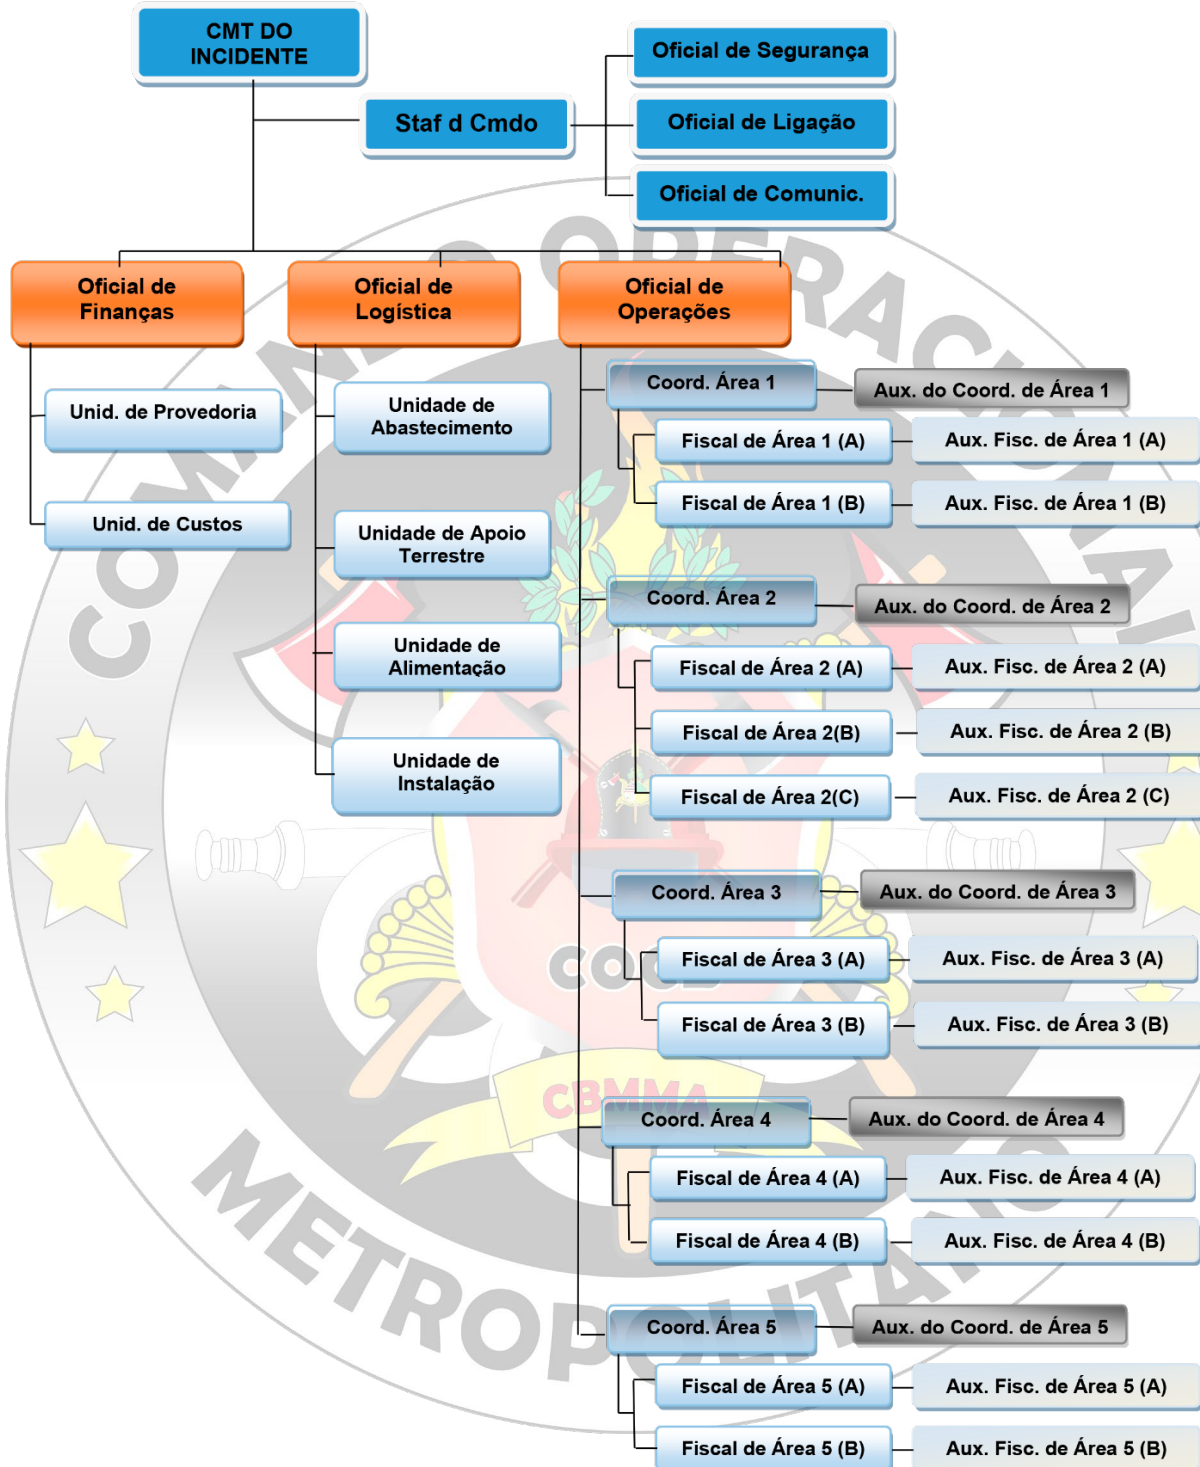 CMT DO
INCIDENTE
Oficial de Segurança
Staf d Cmdo
Oficial de Ligação
Oficial de Comunic.
Oficial de
Finanças
Oficial de
Logística
Oficial de
Operações
Unid. de Provedoria
Unid. de Custos
Unidade de
Abastecimento
Unidade de Apoio
Terrestre
Unidade de
Alimentação
Unidade de
Instalação
Coord. Área 1
Aux. do Coord. de Área 1
Fiscal de Área 1 (A)
Aux. Fisc. de Área 1 (A)
Fiscal de Área 1 (B)
Aux. Fisc. de Área 1 (B)
Coord. Área 2
Aux. do Coord. de Área 2
Fiscal de Área 2 (A)
Aux. Fisc. de Área 2 (A)
Fiscal de Área 2(B)
Aux. Fisc. de Área 2 (B)
Fiscal de Área 2(C)
Aux. Fisc. de Área 2 (C)
Coord. Área 3
Aux. do Coord. de Área 3
Fiscal de Área 3 (A)
Aux. Fisc. de Área 3 (A)
Fiscal de Área 3 (B)
Aux. Fisc. de Área 3 (B)
Coord. Área 4
Aux. do Coord. de Área 4
Fiscal de Área 4 (A)
Aux. Fisc. de Área 4 (A)
Fiscal de Área 4 (B)
Aux. Fisc. de Área 4 (B)
Coord. Área 5
Aux. do Coord. de Área 5
Fiscal de Área 5 (A)
Aux. Fisc. de Área 5 (A)
Fiscal de Área 5 (B)
Aux. Fisc. de Área 5 (B)
COMANDO OPERACIONAL
METROPOLITANO
CBMMA